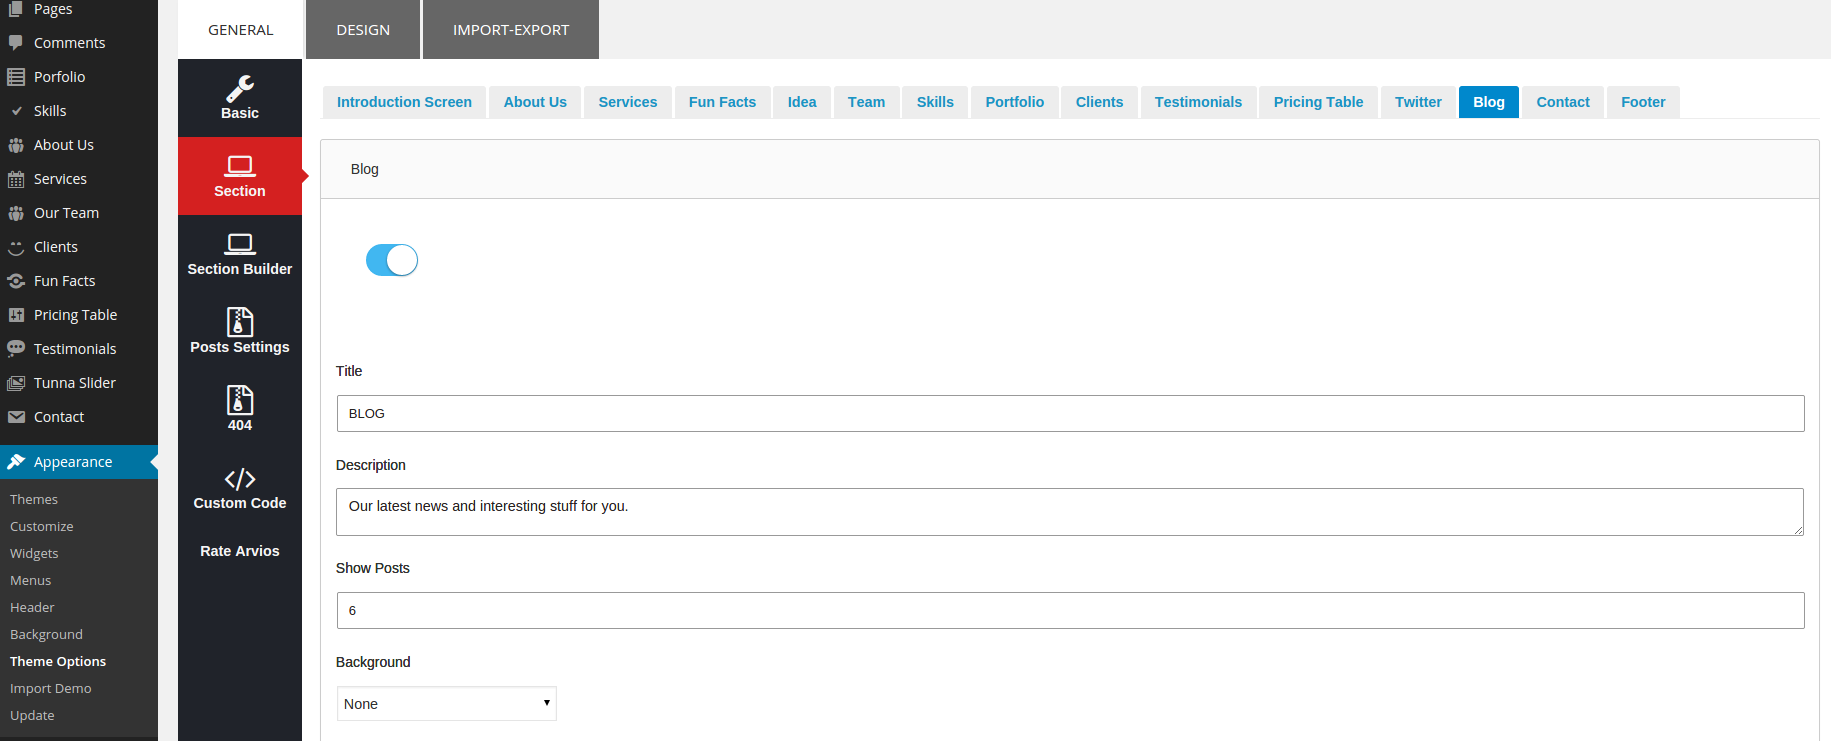 Pages
Comments
Porfolio
Skills
About Us
Services
Our Team
Clients
Fun Facts
Pricing Table
Testimonials
Tunna Slider
Contact
Appearance
Themes
Customize
Widgets
Menus
Header
Background
Theme Options
Import Demo
Update
GENERAL DESIGN IMPORT-EXPORT
Basic
Section
Section Builder
Posts Settings
404
Custom Code
Rate Arvios
Introduction Screen About Us Services Fun Facts Idea Team Skills Portfolio Clients Testimonials Pricing Table Twitter Blog Contact Footer
Blog
Title
BLOG
Description
Our latest news and interesting stuff for you.
Show Posts
6
Background
None